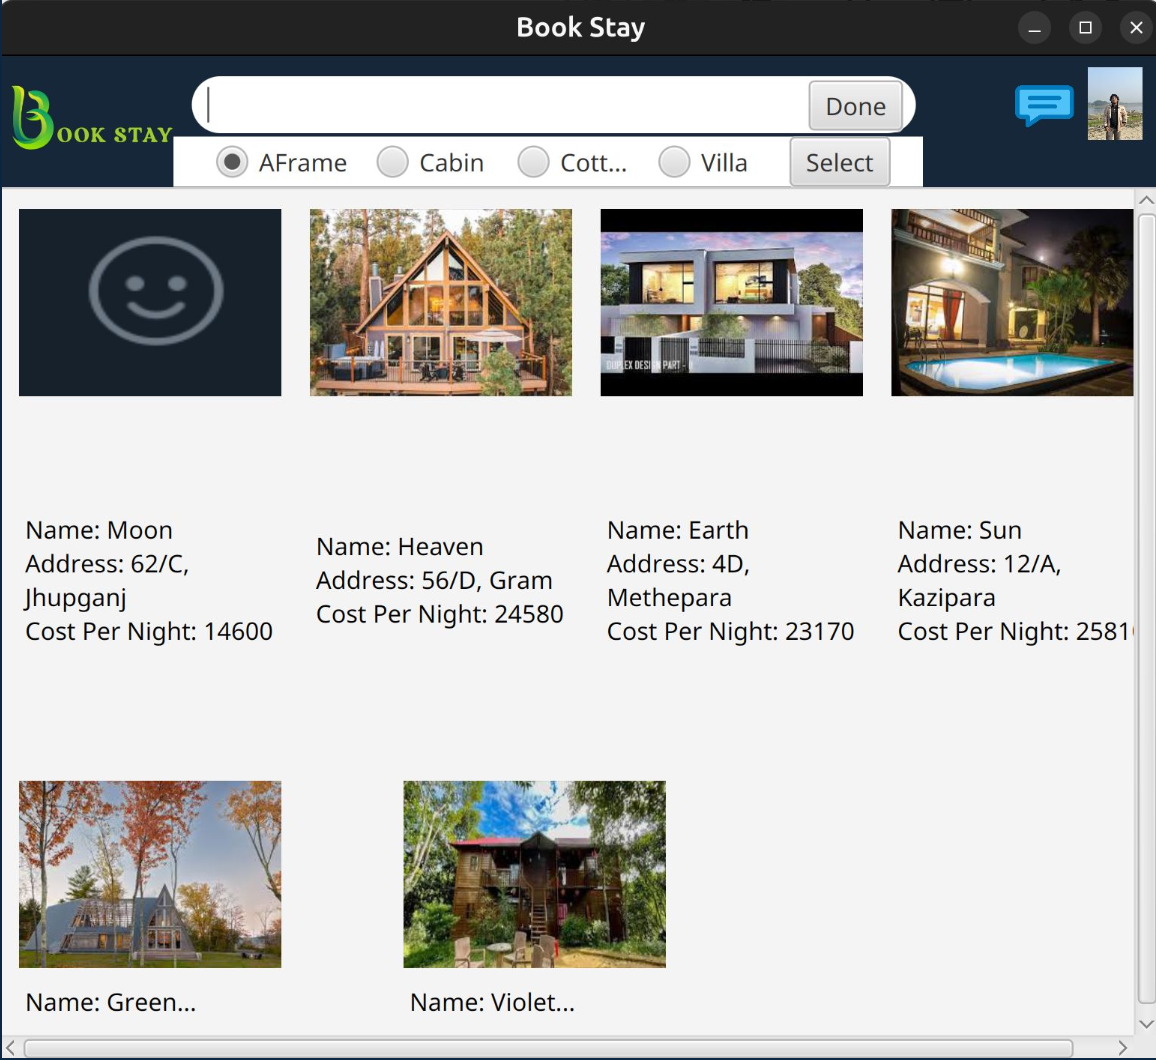 Book Stay
BOOK STAY
Done
AFrame
Cabin
Cott...
Villa
Select
DUPLEX DESIGN PART -
Name: Moon
Address: 62/C,
Jhupganj
Cost Per Night: 14600
Name: Heaven
Address: 56/D, Gram
Cost Per Night: 24580
Name: Earth
Address: 4D,
Methepara
Cost Per Night: 23170
Name: Sun
Address: 12/A,
Kazipara
Cost Per Night: 2581
Name: Green...
Name: Violet...